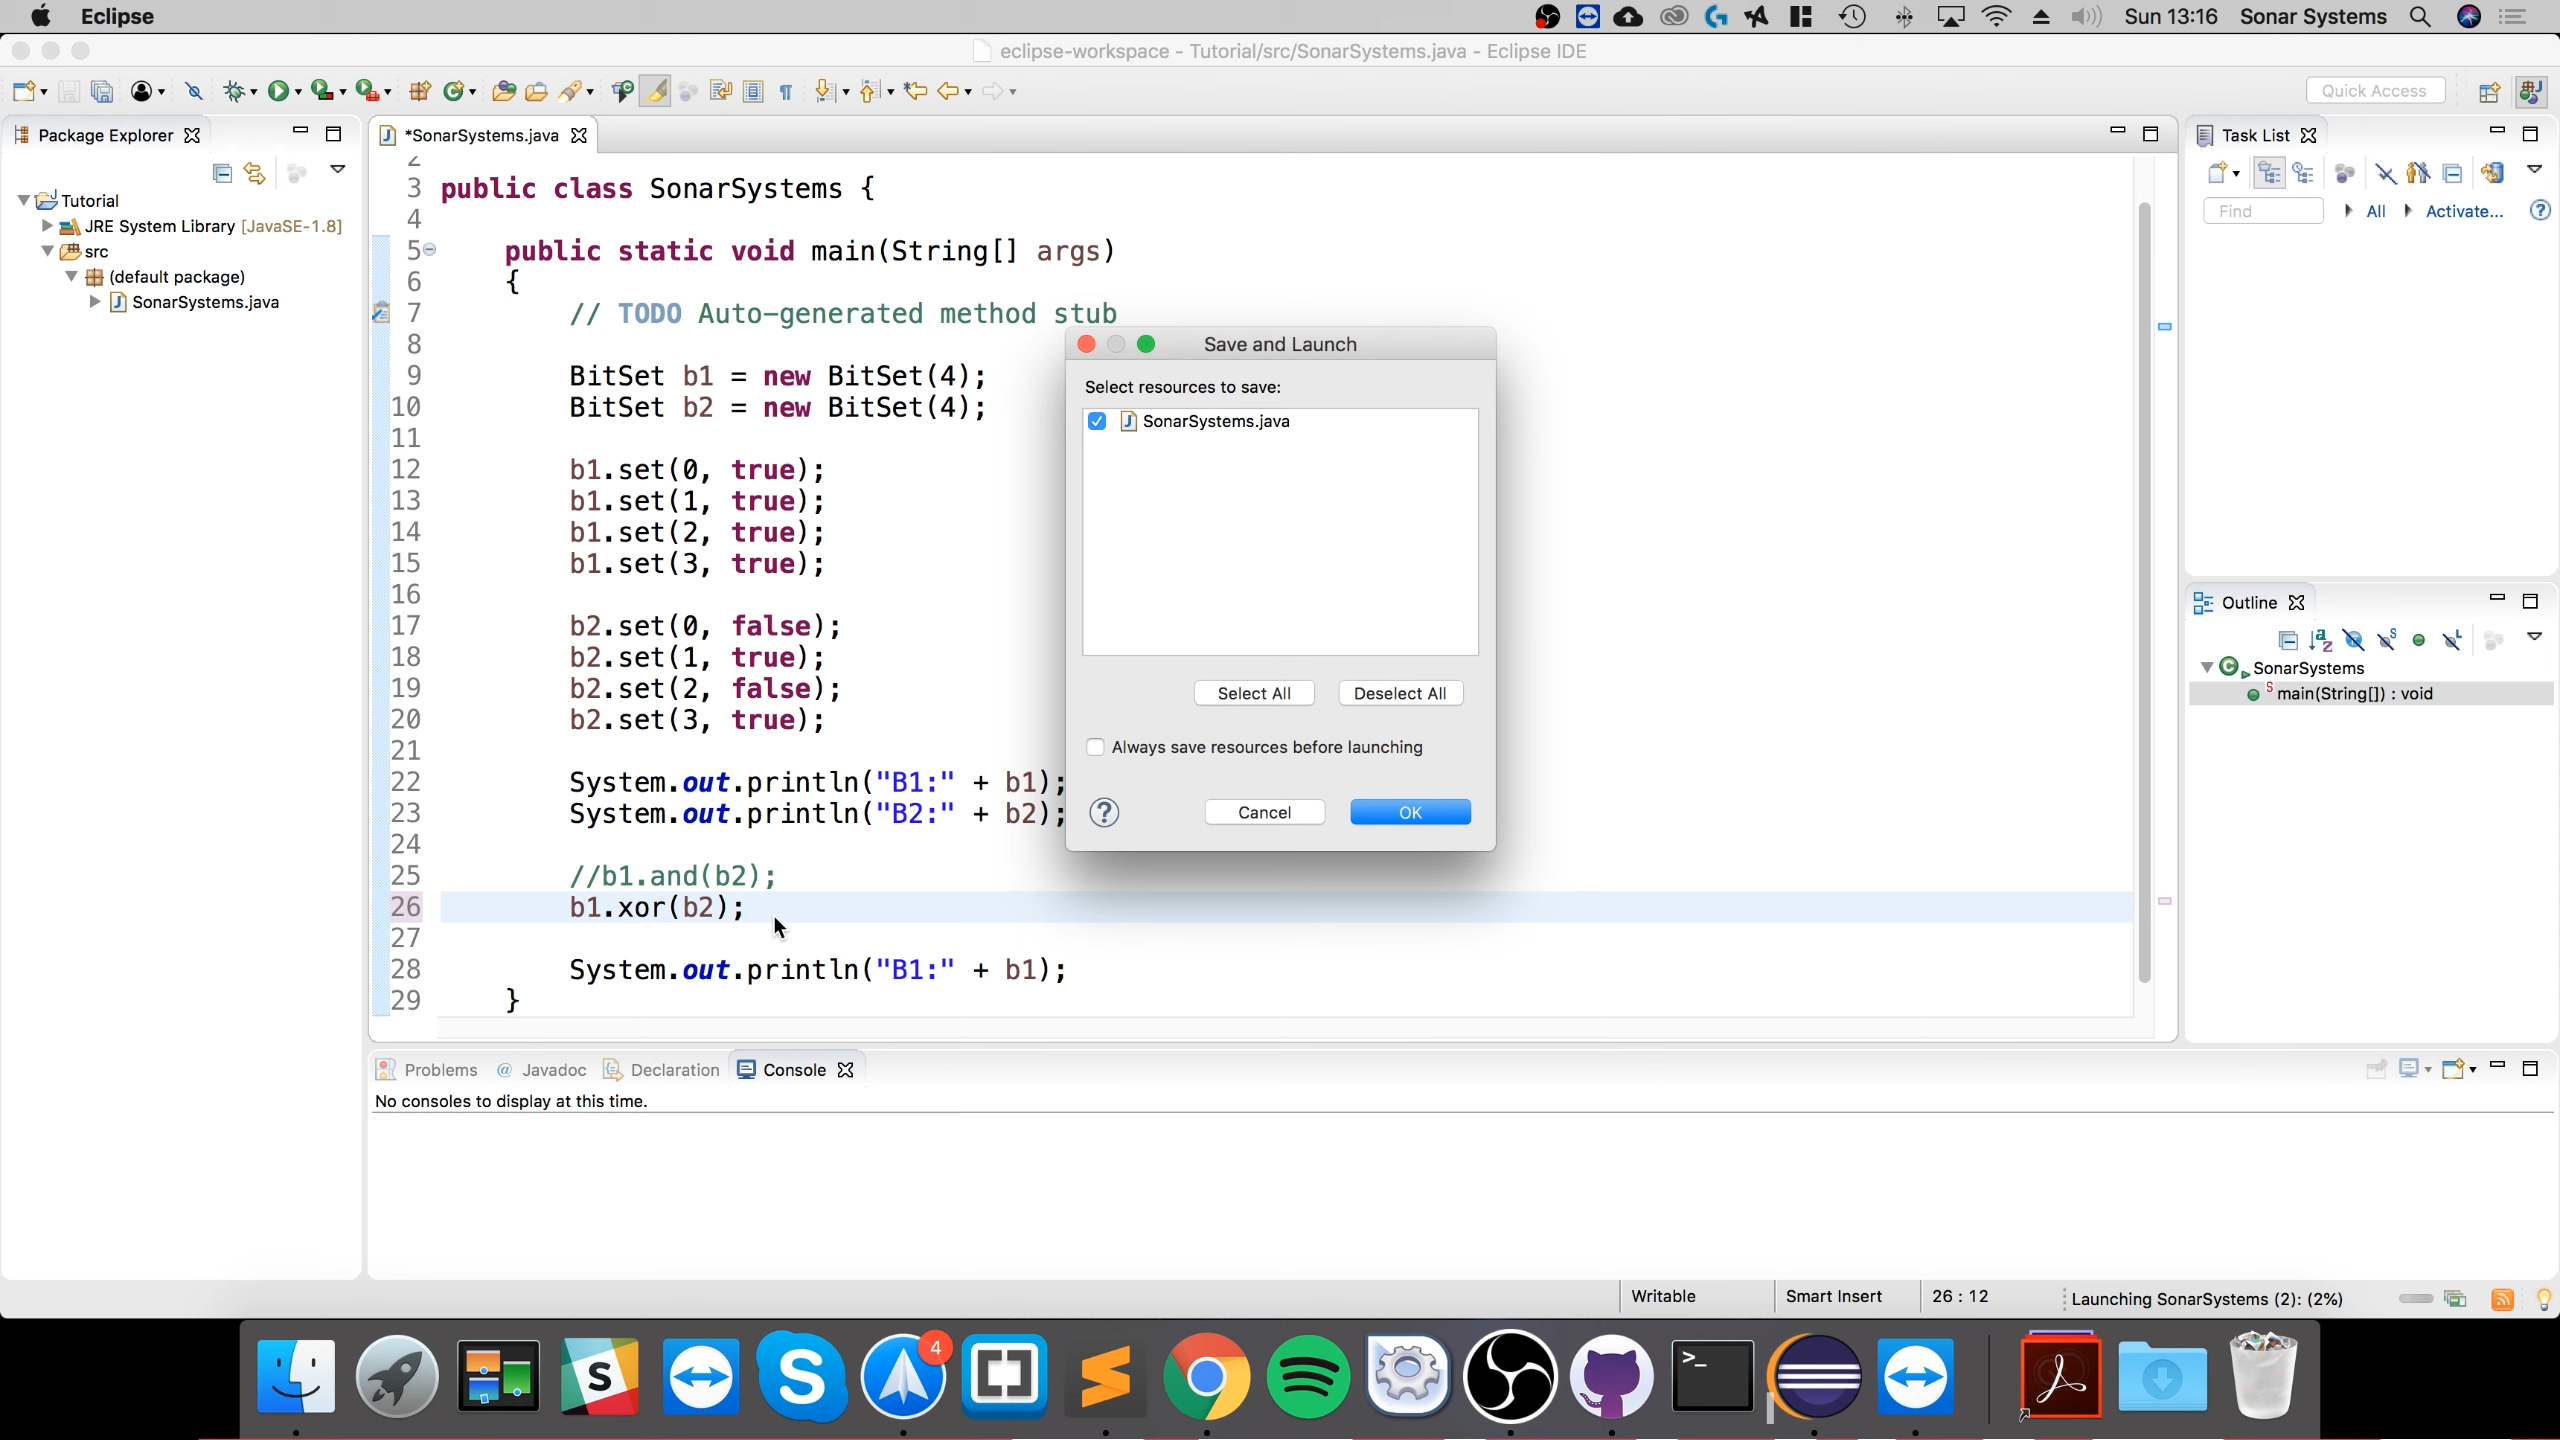 Eclipse
Sun 13:16 Sonar Systems
eclipse-workspace - Tutorial/src/SonarSystems.java - Eclipse IDE
Quick Access
Package Explorer
*SonarSystems.java
Task List
Tutorial
JRE System Library [JavaSE-1.8]
src
(default package)
SonarSystems.java
Find
All
Activate...
2
3 public class SonarSystems {
4
5 public static void main(String[] args)
6 {
7 // TODO Auto-generated method stub
8
9 BitSet b1 = new BitSet(4);
10 BitSet b2 = new BitSet(4);
11
12 b1.set(0, true);
13 b1.set(1, true);
14 b1.set(2, true);
15 b1.set(3, true);
16
17 b2.set(0, false);
18 b2.set(1, true);
19 b2.set(2, false);
20 b2.set(3, true);
21
22 System.out.println("B1:" + b1);
23 System.out.println("B2:" + b2);
24
25 //b1.and(b2);
26 b1.xor(b2);
27
28 System.out.println("B1:" + b1);
29 }
Save and Launch
Select resources to save:
SonarSystems.java
Select All
Deselect All
Always save resources before launching
?
Cancel
OK
Outline
SonarSystems
main(String[]) : void
Problems
@ Javadoc
Declaration
Console
No consoles to display at this time.
Writable
Smart Insert
26 : 12
Launching SonarSystems (2): (2%)
4